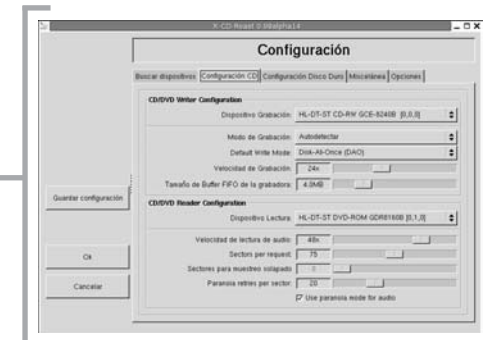 X-CD-Roast 0.98alpha14
Configuración
Buscar dispositivos Configuración CD Configuración Disco Duro Miscelánea Opciones
CD/DVD Writer Configuration
Dispositivo Grabación: HL-DT-ST CD-RW GCE-8240B [0,0,0]
Modo de Grabación: Autodetectar
Default Write Mode: Disk-At-Once (DAO)
Velocidad de Grabación: 24x
Tamaño de Buffer FIFO de la grabadora: 4.0MB
Guardar configuración
CD/DVD Reader Configuration
Dispositivo Lectura: HL-DT-ST DVD-ROM GDR8160B [0,1,0]
Velocidad de lectura de audio: 48x
Sectors per request: 75
Ok
Sectores para muestreo solapado
Paranoia retries per sector: 20
Cancelar
Use paranoia mode for audio